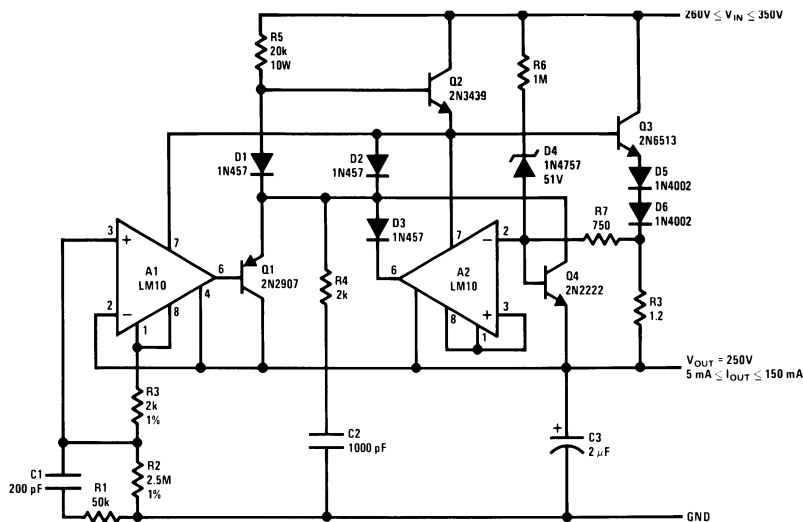 260V ≤ VIN ≤ 350V
R5
20k
10W
R6
1M
Q2
2N3439
Q3
2N6513
D1
1N457
D2
1N457
D4
1N4757
51V
D5
1N4002
D6
1N4002
D3
1N457
R7
750
3
+
7
A1
LM10
6
4
2
−
1
8
Q1
2N2907
R4
2k
7
−
2
6
A2
LM10
+
3
8
1
Q4
2N2222
R3
1.2
VOUT = 250V
5 mA ≤ IOUT ≤ 150 mA
R3
2k
1%
C1
200 pF
R1
50k
R2
2.5M
1%
C2
1000 pF
+
C3
2 µF
GND